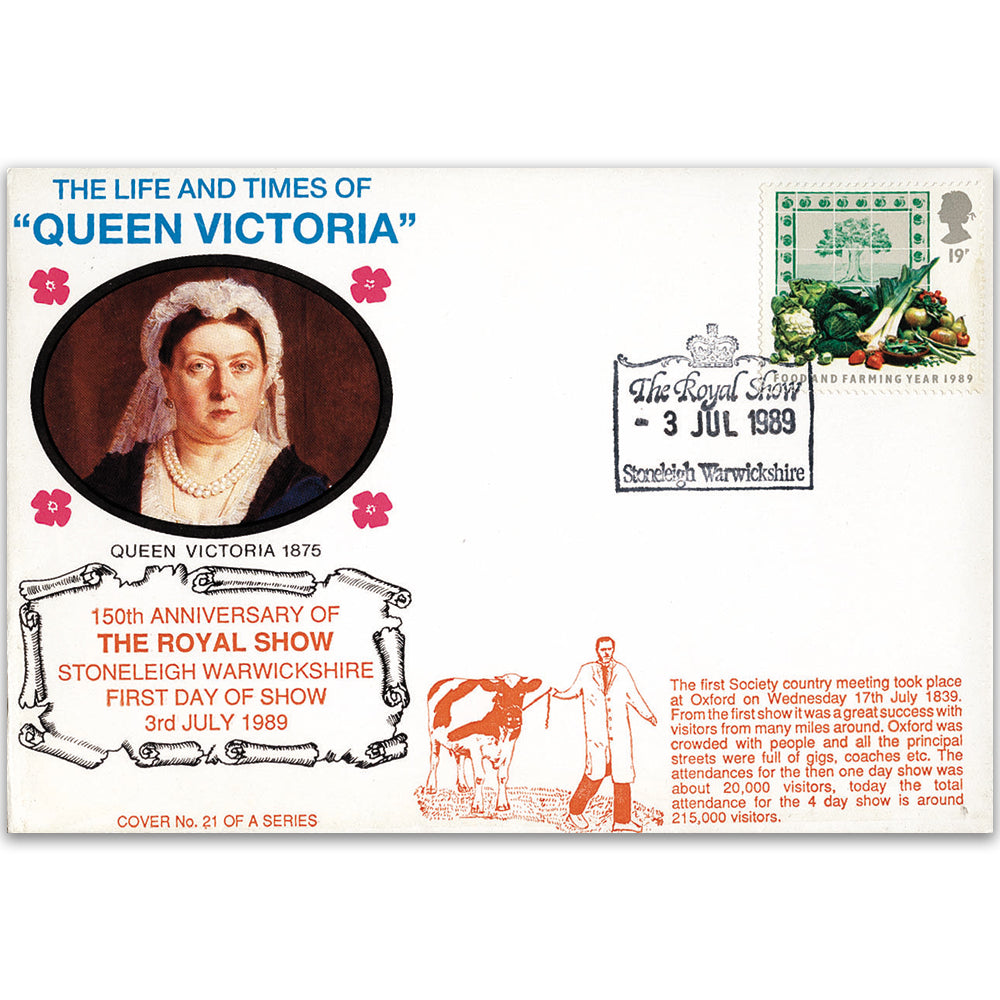 THE LIFE AND TIMES OF
“QUEEN VICTORIA”
QUEEN VICTORIA 1875
150th ANNIVERSARY OF
THE ROYAL SHOW
STONELEIGH WARWICKSHIRE
FIRST DAY OF SHOW
3rd JULY 1989
COVER No. 21 OF A SERIES
19P
FOOD AND FARMING YEAR 1989
The Royal Show
- 3 JUL 1989
Stoneleigh Warwickshire
The first Society country meeting took place
at Oxford on Wednesday 17th July 1839.
From the first show it was a great success with
visitors from many miles around. Oxford was
crowded with people and all the principal
streets were full of gigs, coaches etc. The
attendances for the then one day show was
about 20,000 visitors, today the total
attendance for the 4 day show is around
215,000 visitors.